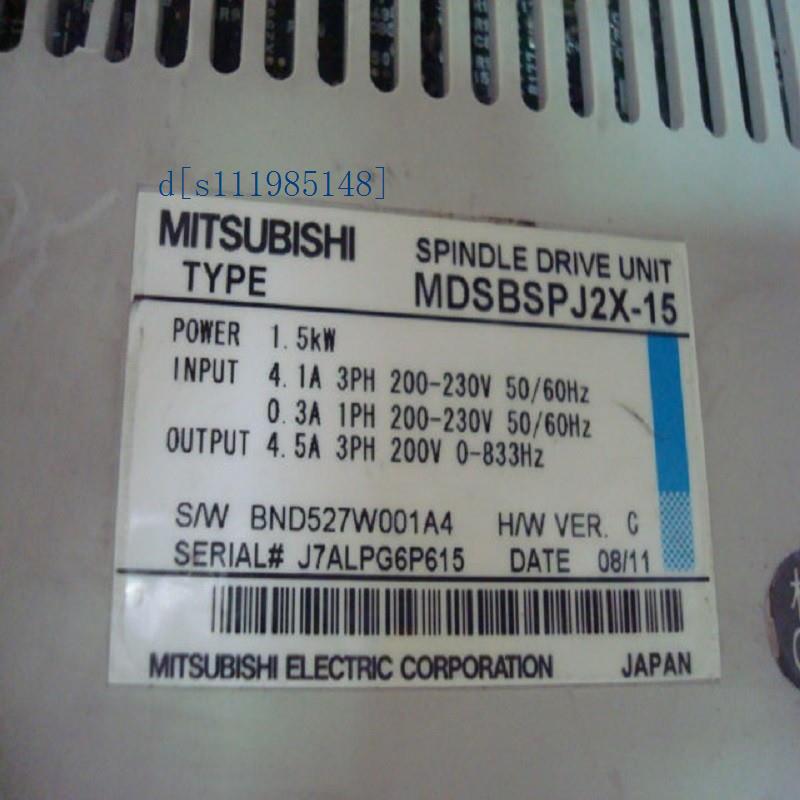 d[s111985148]
MITSUBISHI SPINDLE DRIVE UNIT
TYPE MDSBSPJ2X-15
POWER 1.5kW
INPUT 4.1A 3PH 200-230V 50/60Hz
0.3A 1PH 200-230V 50/60Hz
OUTPUT 4.5A 3PH 200V 0-833Hz
S/W BND527W001A4 H/W VER. C
SERIAL# J7ALPG6P615 DATE 08/11
MITSUBISHI ELECTRIC CORPORATION JAPAN